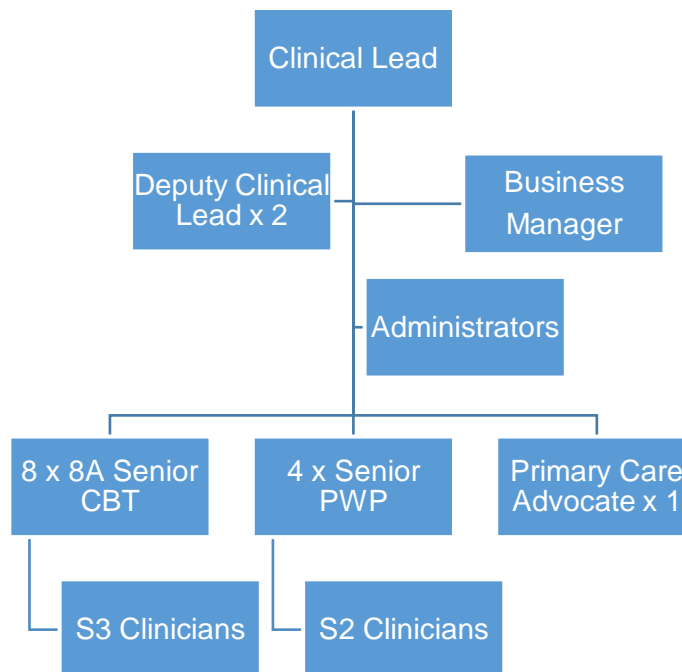 Clinical Lead
Deputy Clinical
Lead x 2
Business
Manager
Administrators
8 x 8A Senior
CBT
4 x Senior
PWP
Primary Care
Advocate x 1
S3 Clinicians
S2 Clinicians